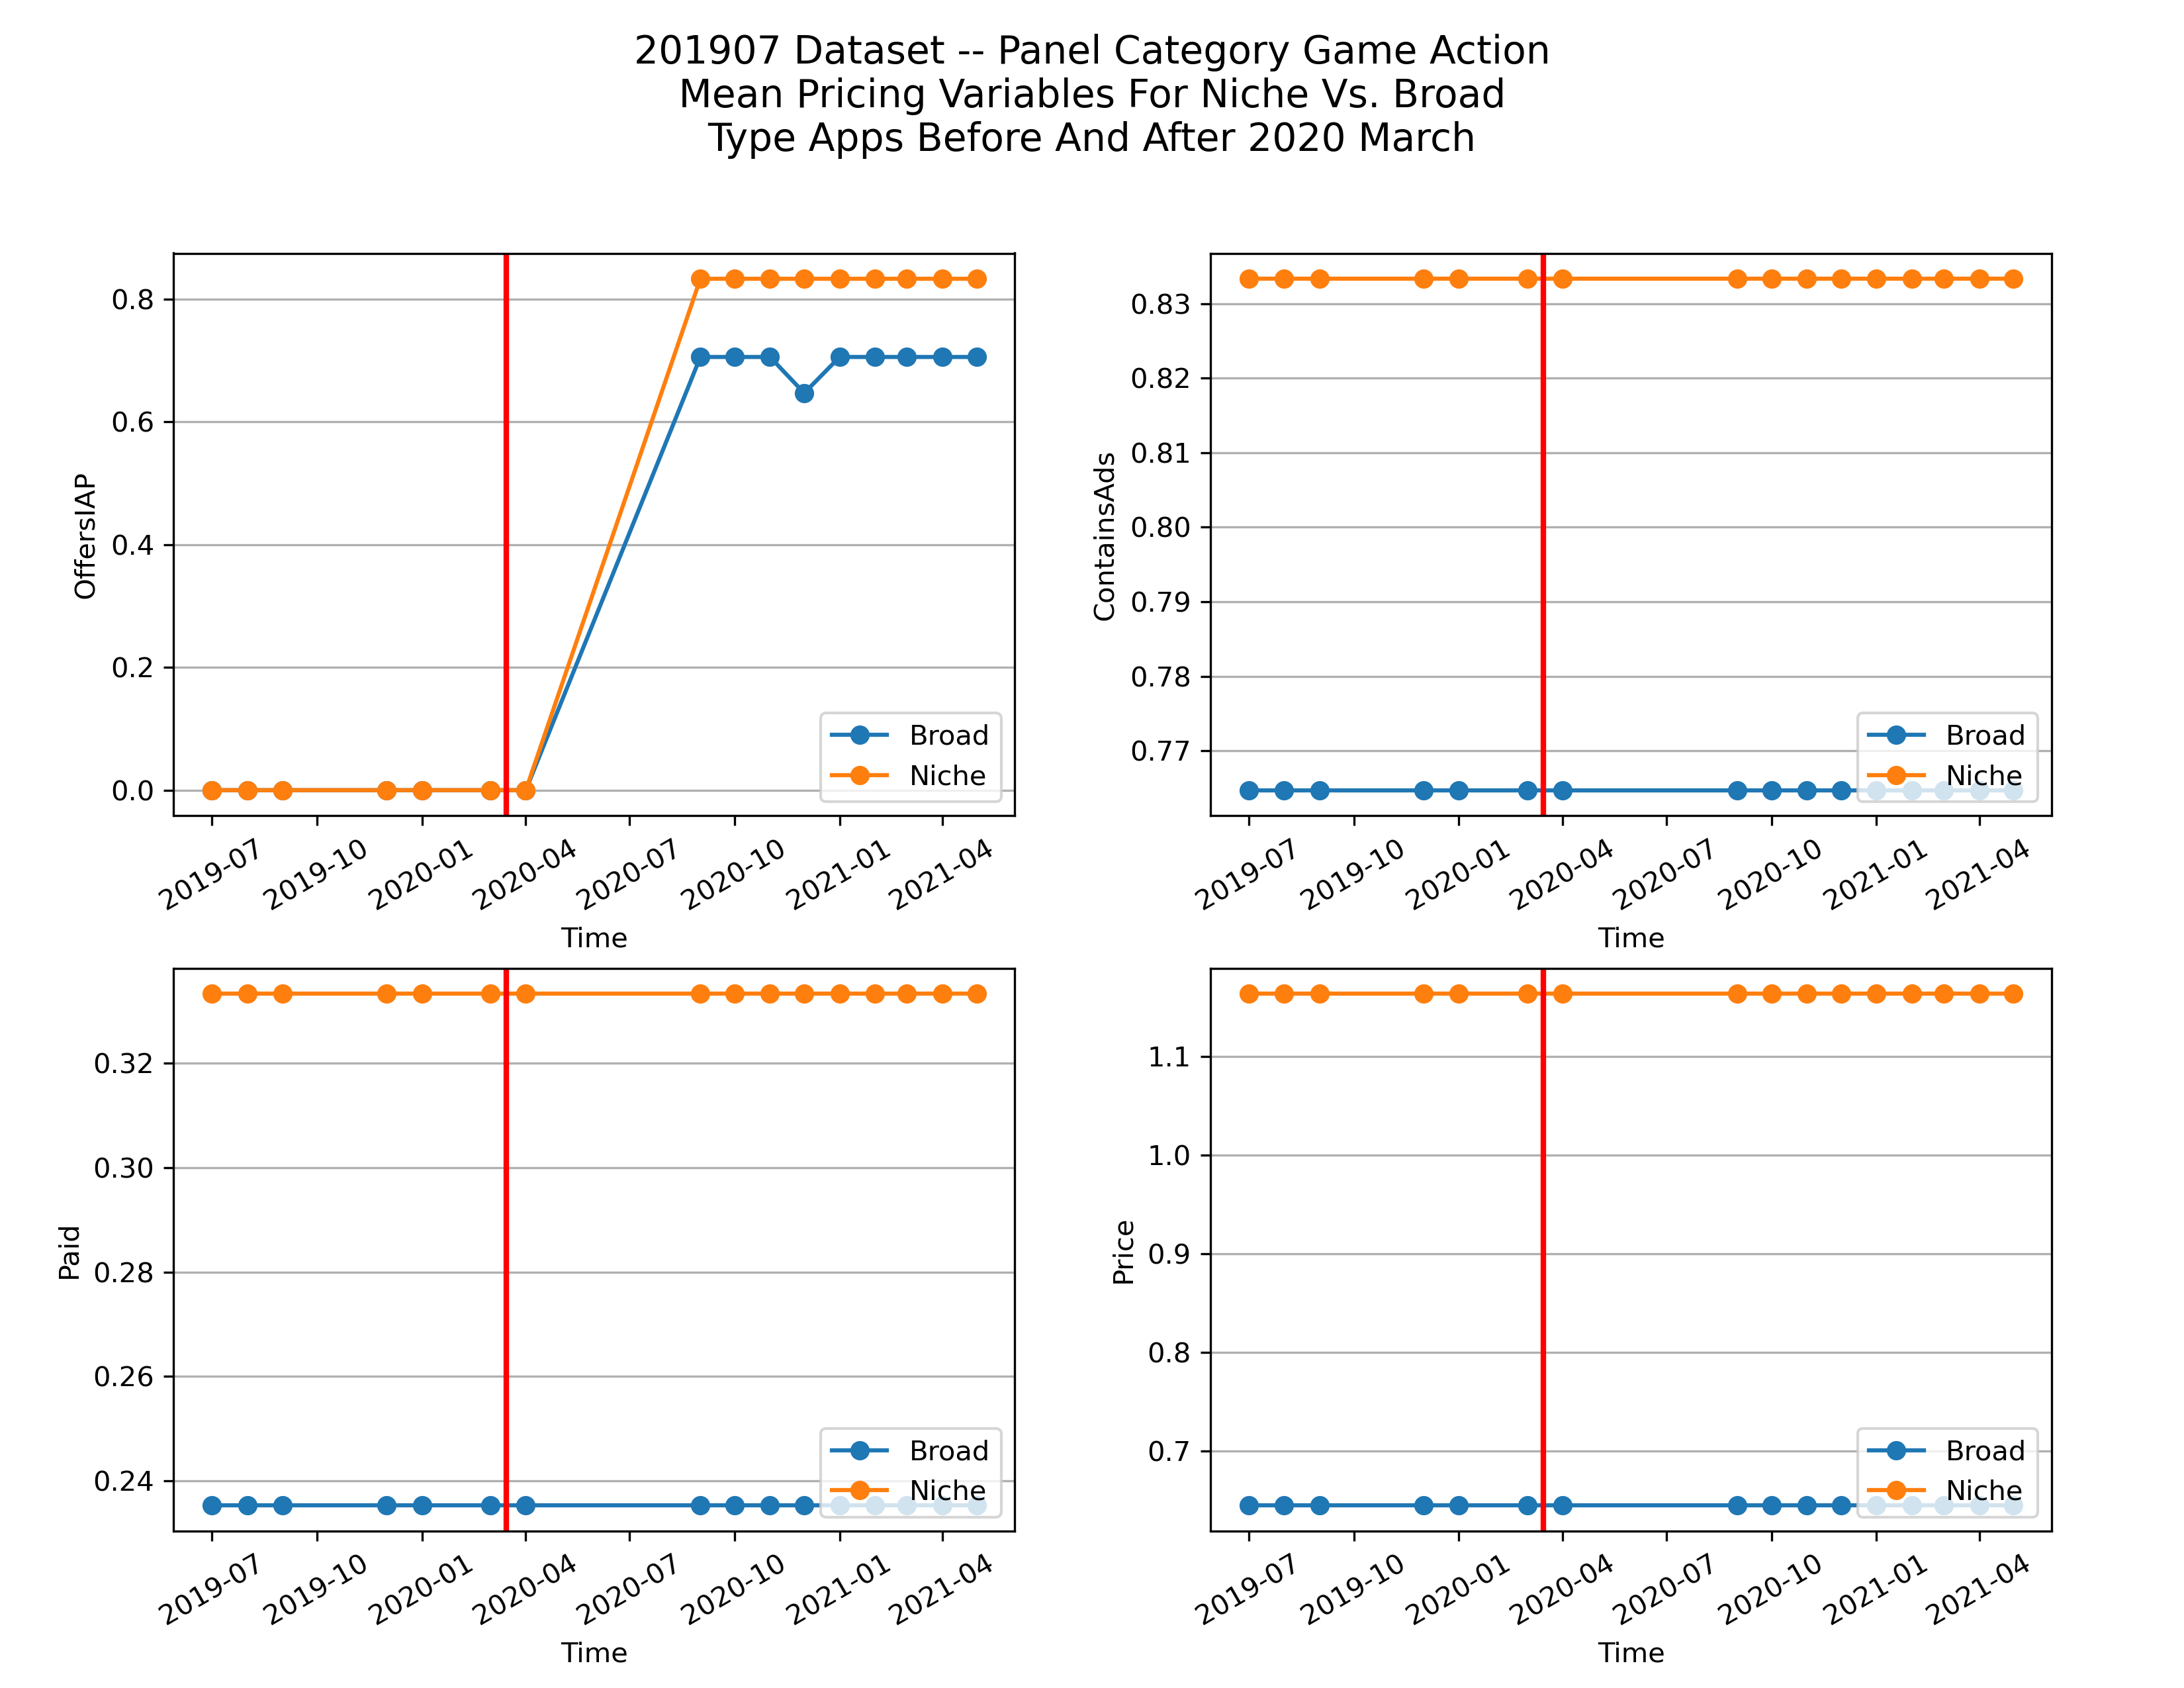 201907 Dataset -- Panel Category Game Action
Mean Pricing Variables For Niche Vs. Broad
Type Apps Before And After 2020 March
OffersIAP
0.8
0.6
0.4
0.2
0.0
Broad
Niche
2019-07 2019-10 2020-01 2020-04 2020-07 2020-10 2021-01 2021-04
Time
ContainsAds
0.83
0.82
0.81
0.80
0.79
0.78
0.77
Broad
Niche
2019-07 2019-10 2020-01 2020-04 2020-07 2020-10 2021-01 2021-04
Time
Paid
0.32
0.30
0.28
0.26
0.24
Broad
Niche
2019-07 2019-10 2020-01 2020-04 2020-07 2020-10 2021-01 2021-04
Time
Price
1.1
1.0
0.9
0.8
0.7
Broad
Niche
2019-07 2019-10 2020-01 2020-04 2020-07 2020-10 2021-01 2021-04
Time